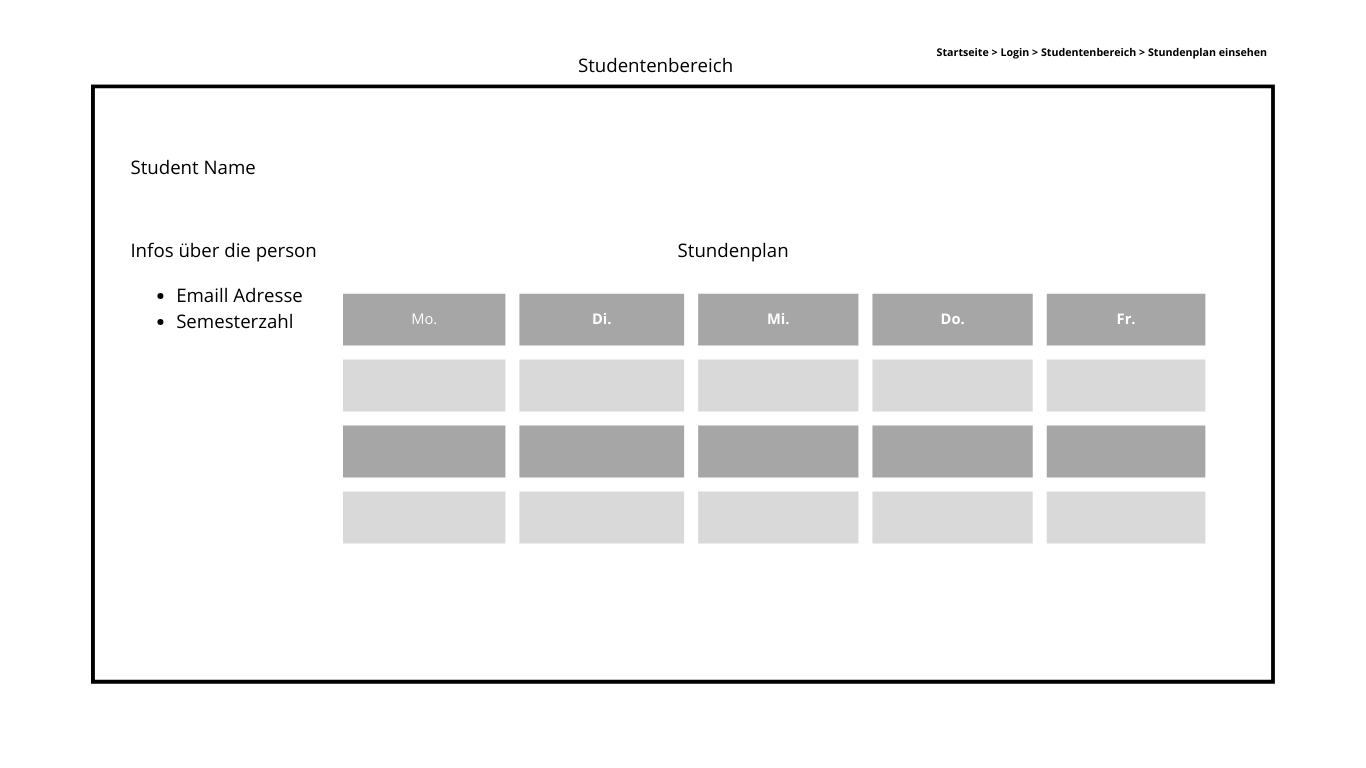 Startseite > Login > Studentenbereich > Stundenplan einsehen
Studentenbereich
Student Name
Infos über die person
Emaill Adresse
Semesterzahl
Stundenplan
Mo. Di. Mi. Do. Fr.